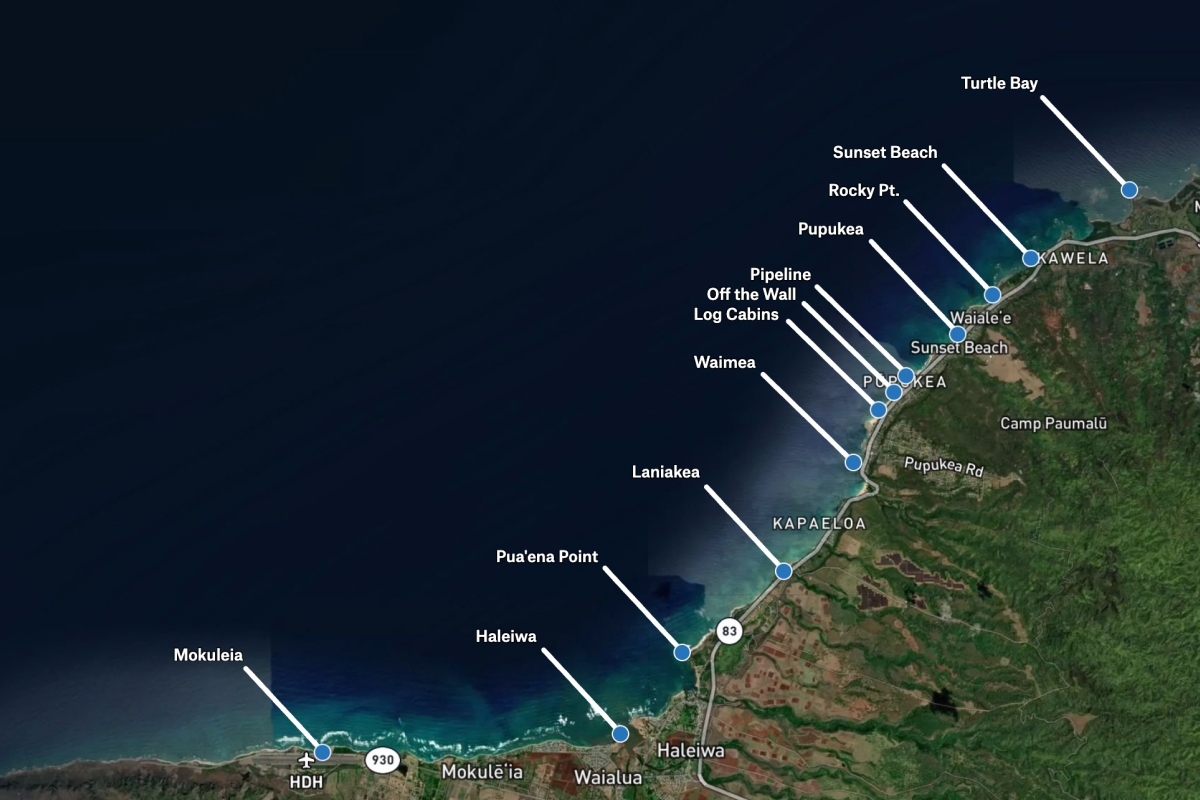 Turtle Bay
Sunset Beach
Rocky Pt.
Pupukea
Pipeline
Off the Wall
Log Cabins
Waimea
Laniakea
Pua'ena Point
Haleiwa
Mokuleia
KAWELA
Waiale'e
Sunset Beach
PŪPŪKEA
Camp Paumalū
Pupukea Rd
KAPAELOA
83
930
HDH
Mokulē'ia
Waialua
Haleiwa